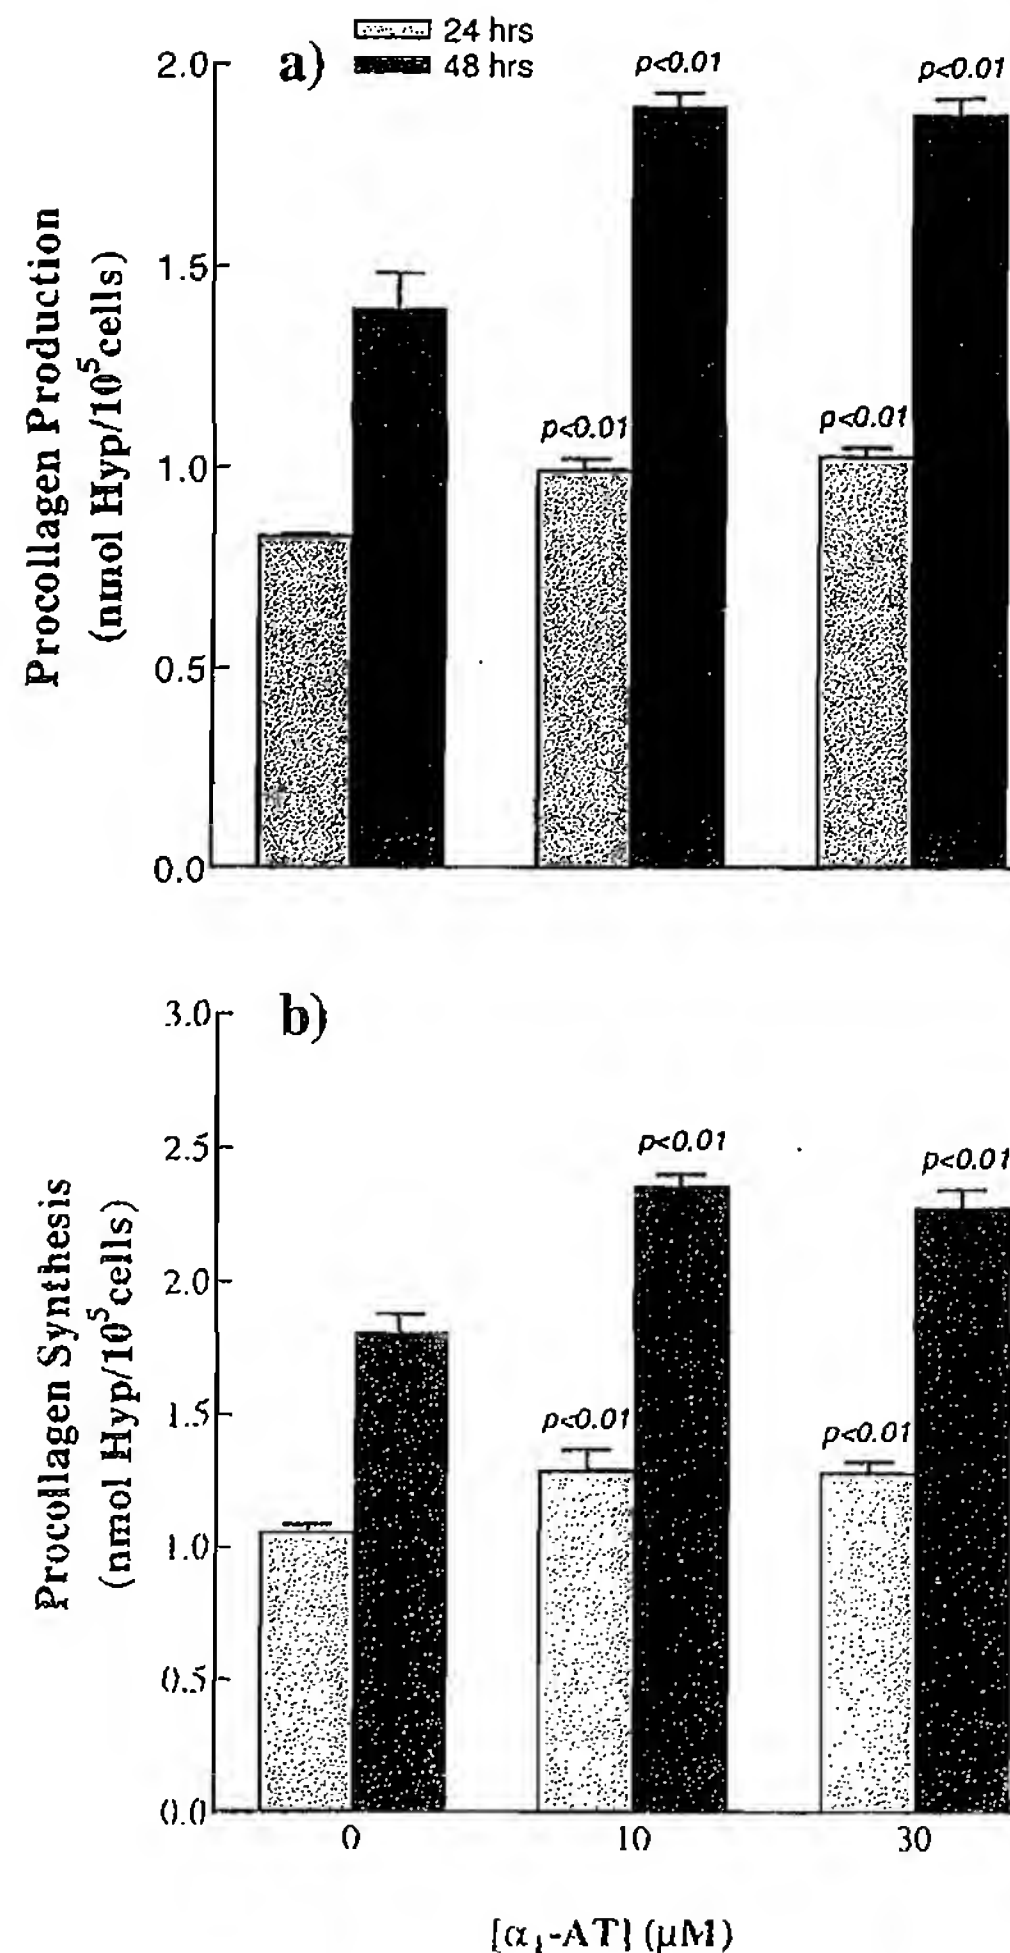 24 hrs
a)
48 hrs
p<0.01
p<0.01
2.0
1.5
p<0.01
p<0.01
1.0
0.5
0.0
Procollagen Production
(nmol Hyp/10⁵cells)
b)
3.0
p<0.01
p<0.01
2.5
2.0
1.5
p<0.01
p<0.01
1.0
0.5
0.0
Procollagen Synthesis
(nmol Hyp/10⁵cells)
0 10 30
[α₁-AT] (μM)